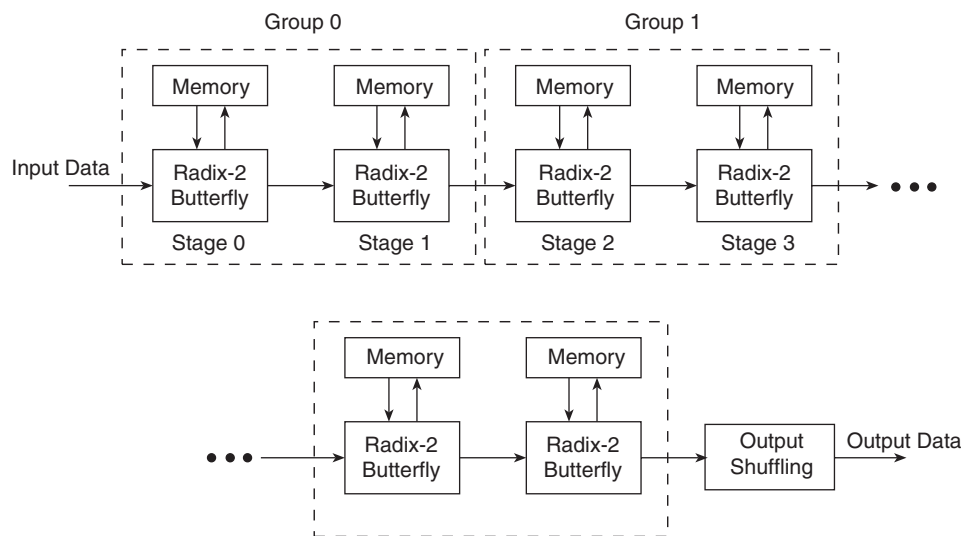 Group 0
Group 1
Memory
Memory
Memory
Memory
Input Data
Radix-2
Butterfly
Radix-2
Butterfly
Radix-2
Butterfly
Radix-2
Butterfly
Stage 0
Stage 1
Stage 2
Stage 3
Memory
Memory
Radix-2
Butterfly
Radix-2
Butterfly
Output
Shuffling
Output Data